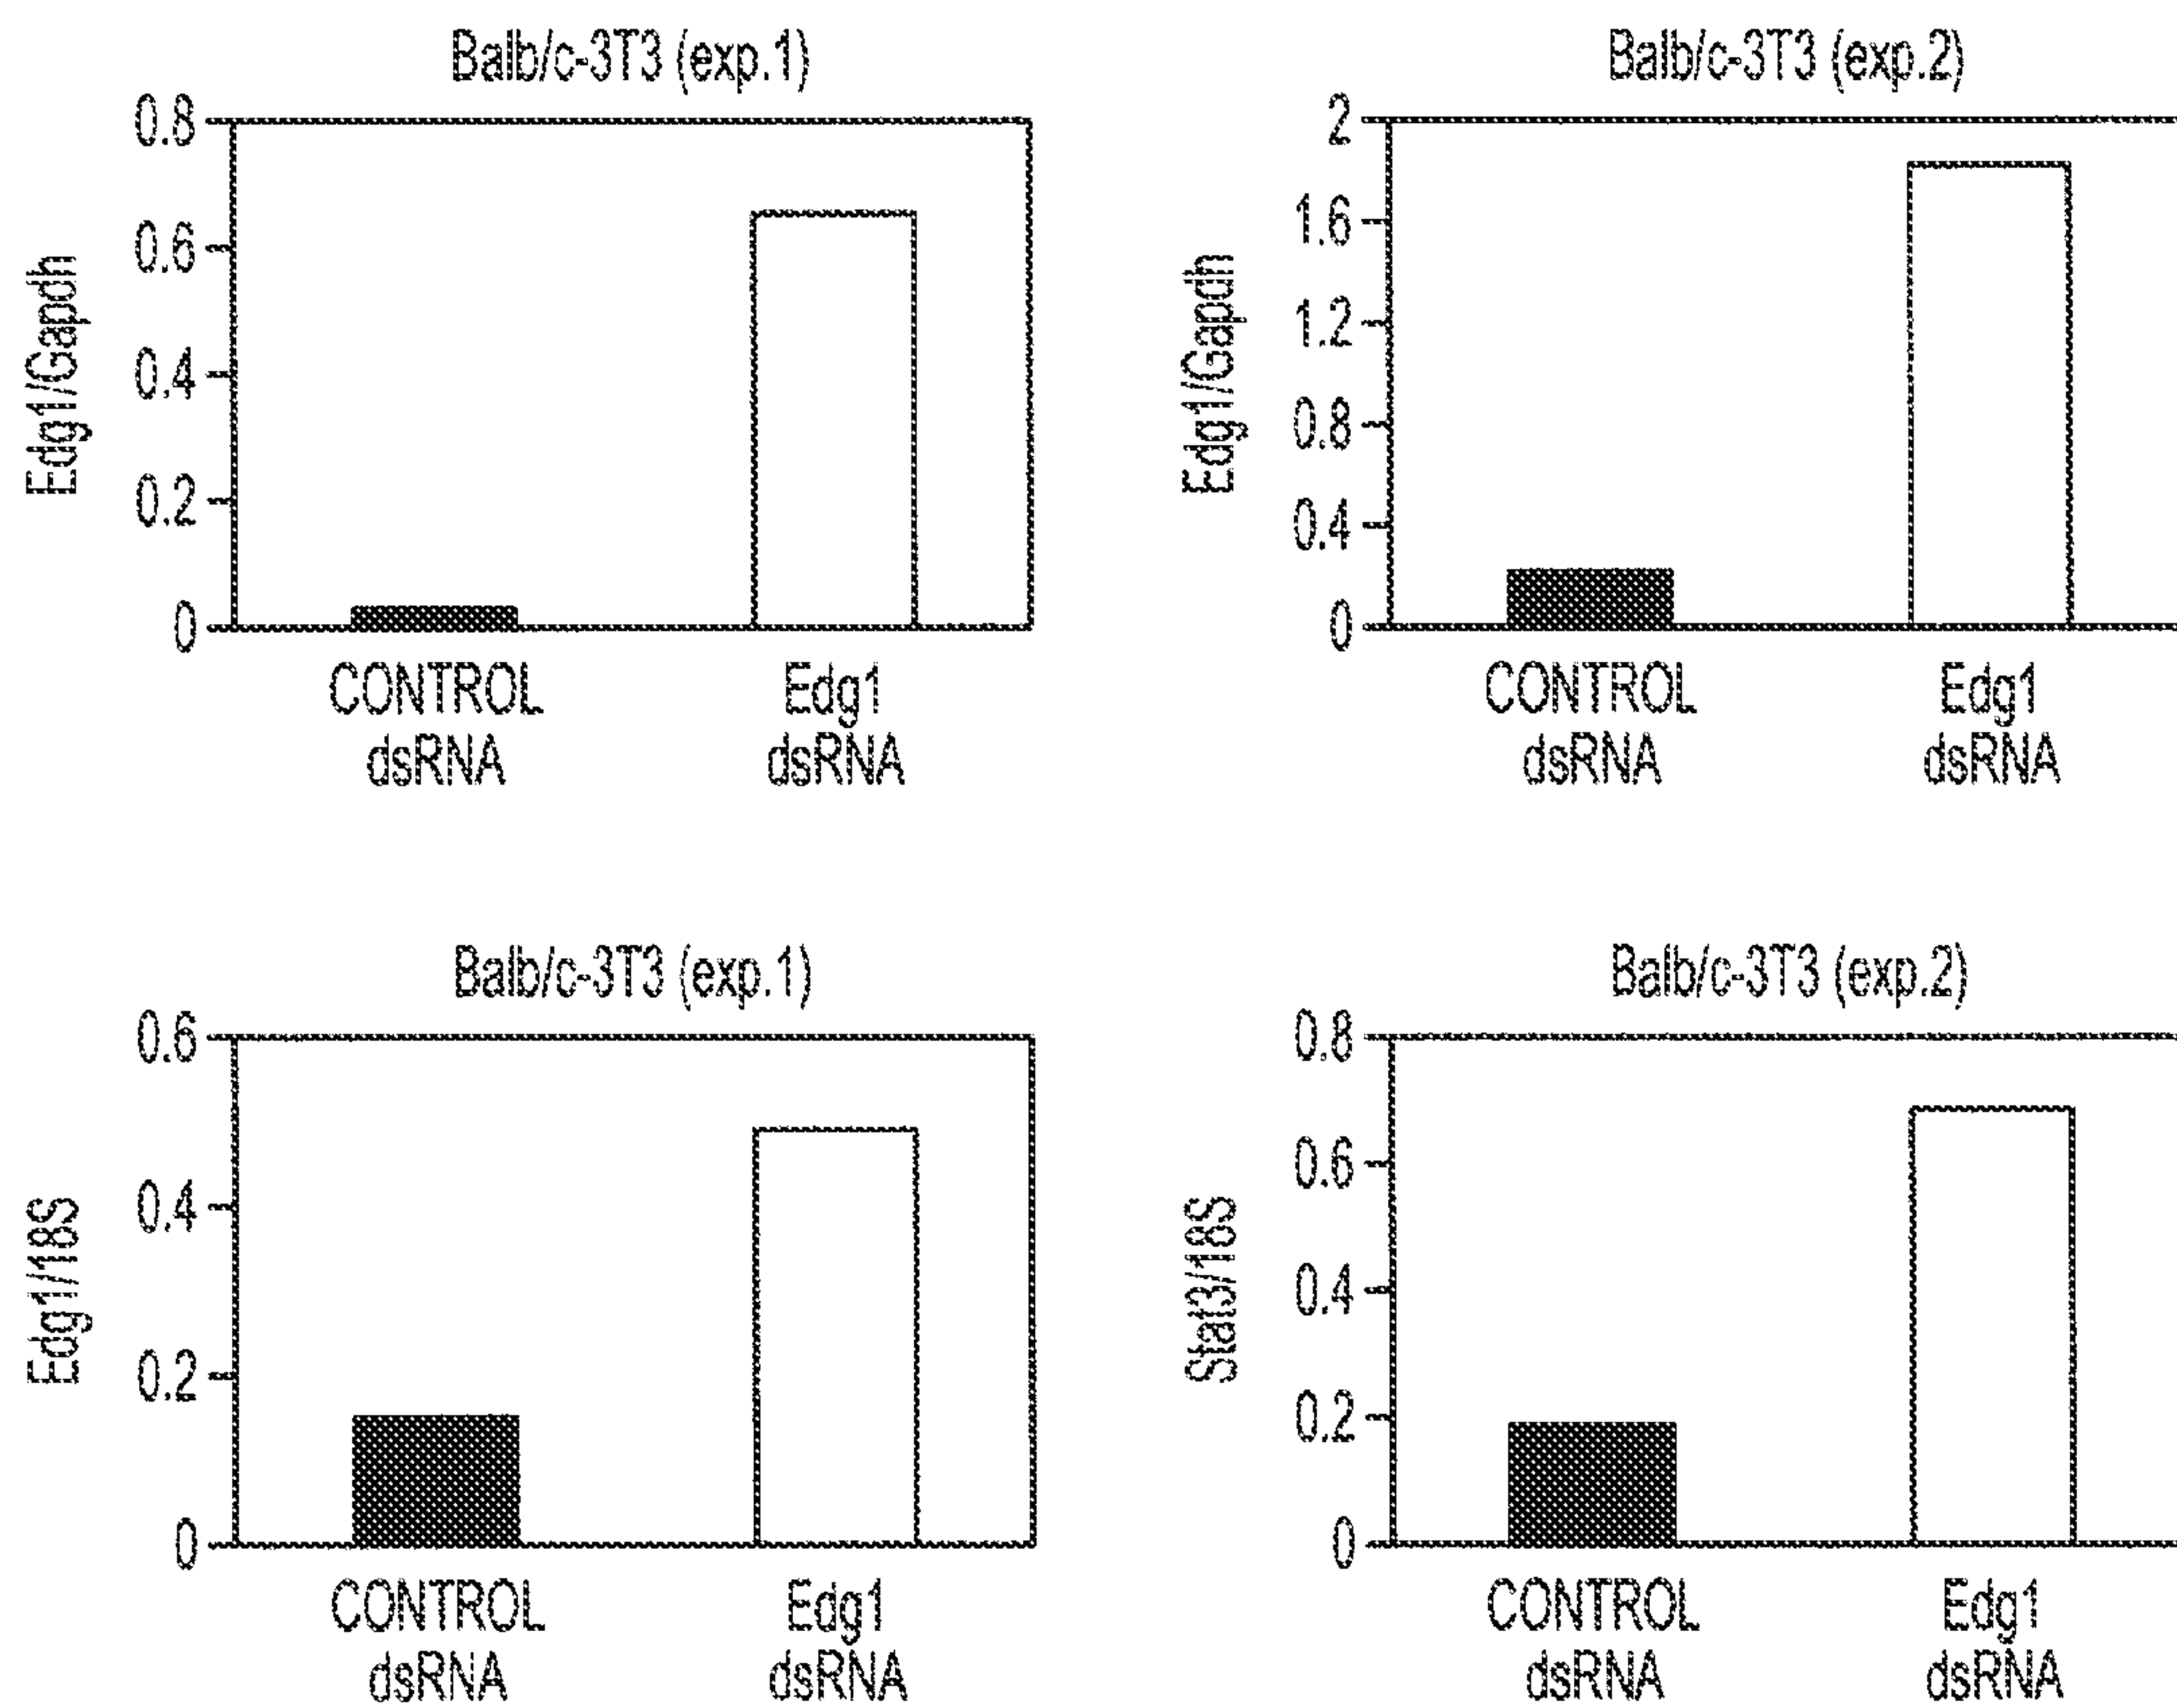 Balb/c-3T3 (exp.1)
0.8
0.6
0.4
0.2
0
Edg1/Gapdh
CONTROL
dsRNA
Edg1
dsRNA
Balb/c-3T3 (exp.2)
2
1.6
1.2
0.8
0.4
0
Edg1/Gapdh
CONTROL
dsRNA
Edg1
dsRNA
Balb/c-3T3 (exp.1)
0.6
0.4
0.2
0
Edg1/18S
CONTROL
dsRNA
Edg1
dsRNA
Balb/c-3T3 (exp.2)
0.8
0.6
0.4
0.2
0
Stat3/18S
CONTROL
dsRNA
Edg1
dsRNA